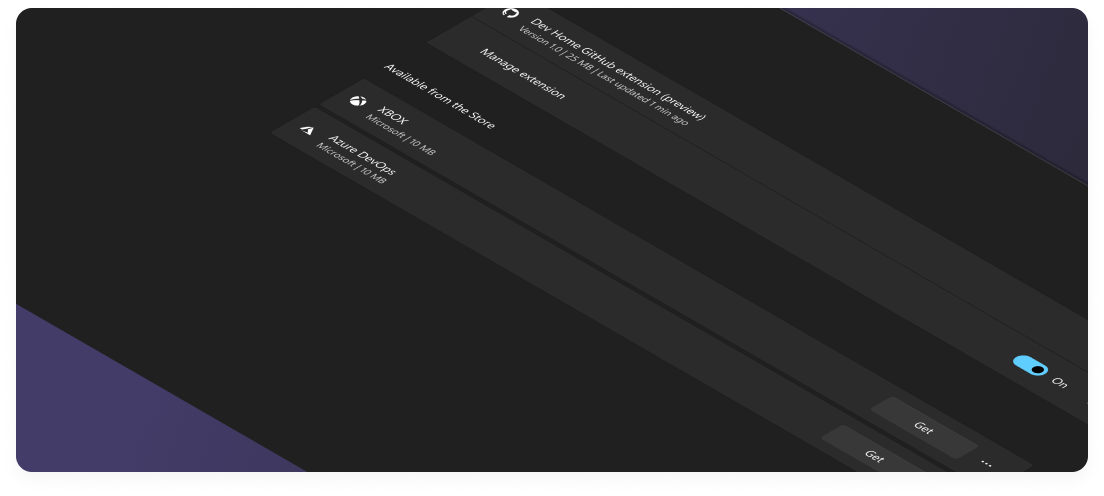 Dev Home GitHub extension (preview)
Version 1.0 | 25 MB | Last updated 1 min ago
Manage extension
On
Available from the Store
XBOX
Microsoft | 10 MB
Get
...
Azure DevOps
Microsoft | 10 MB
Get